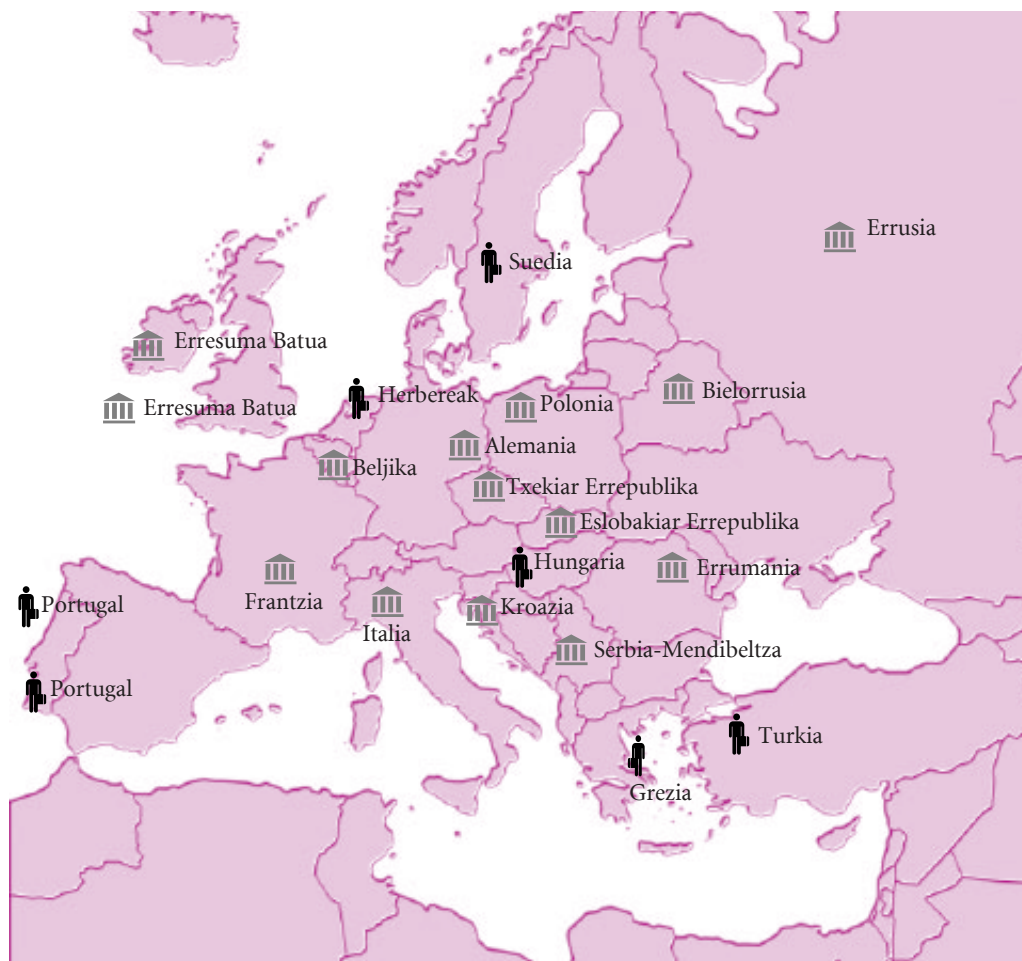 Errusia
Suedia
Erresuma Batua
Herbereak
Bielorrusia
Erresuma Batua
Polonia
Alemania
Beljika
Txekiar Errepublika
Eslobakiar Errepublika
Hungaria
Errumania
Frantzia
Portugal
Kroazia
Italia
Serbia-Mendibeltza
Portugal
Turkia
Grezia